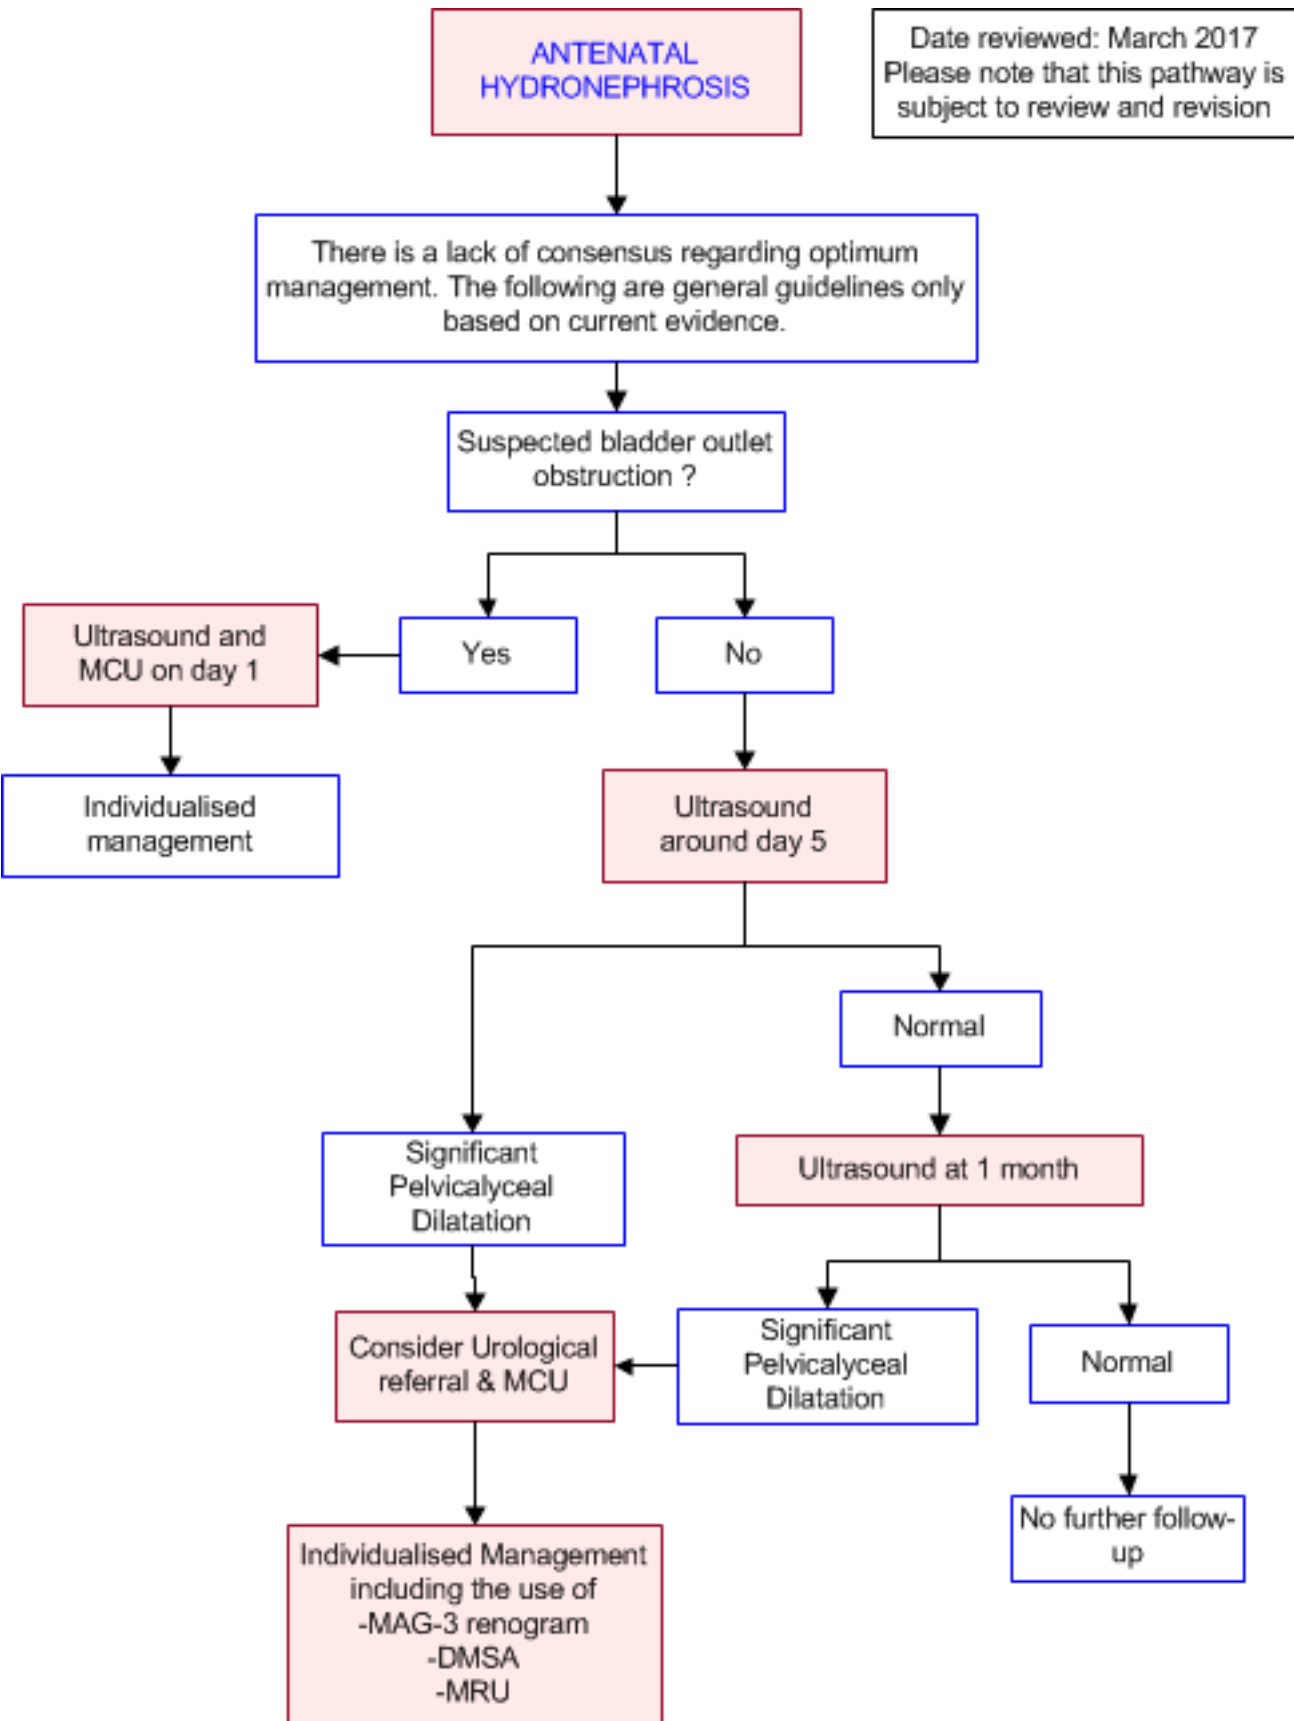 ANTENATAL
HYDRONEPHROSIS
Date reviewed: March 2017
Please note that this pathway is
subject to review and revision
There is a lack of consensus regarding optimum
management. The following are general guidelines only
based on current evidence.
Suspected bladder outlet
obstruction ?
Ultrasound and
MCU on day 1
Yes
No
Individualised
management
Ultrasound
around day 5
Normal
Significant
Pelvicalyceal
Dilatation
Ultrasound at 1 month
Consider Urological
referral & MCU
Significant
Pelvicalyceal
Dilatation
Normal
No further follow-
up
Individualised Management
including the use of
-MAG-3 renogram
-DMSA
-MRU